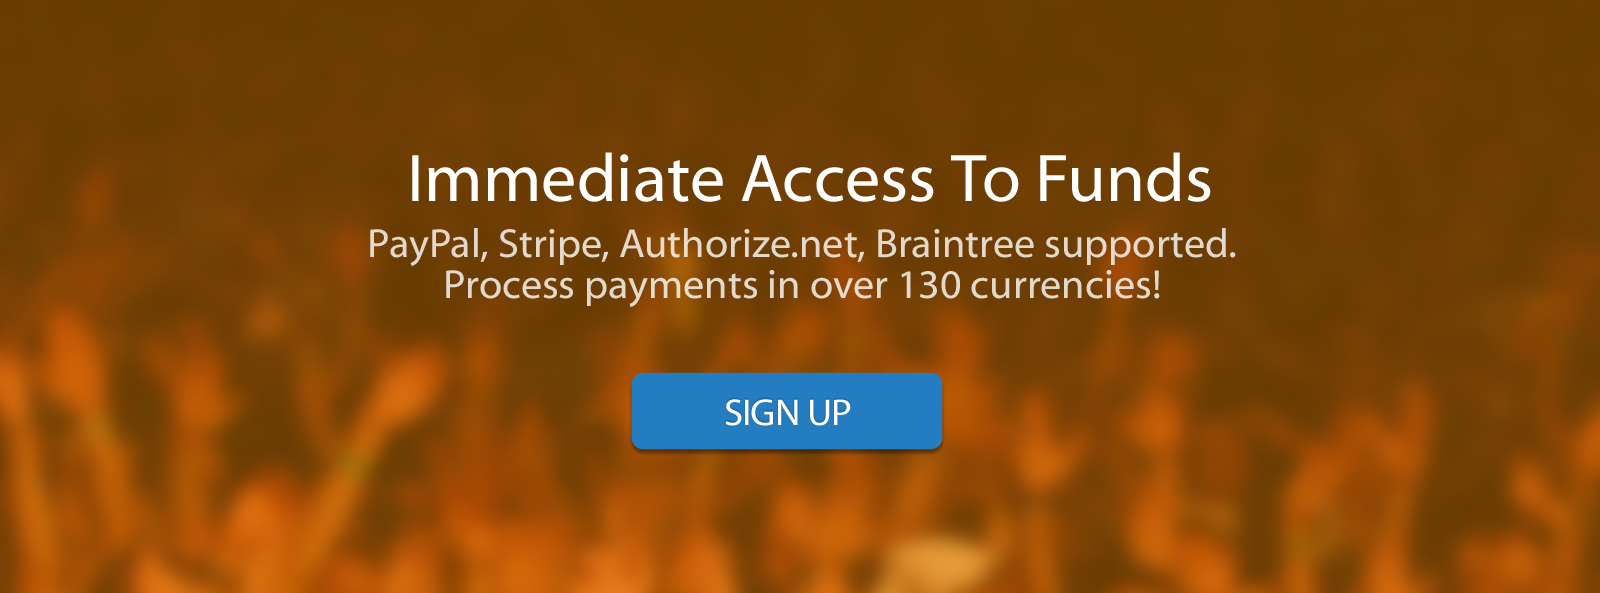 Immediate Access To Funds
PayPal, Stripe, Authorize.net, Braintree supported.
Process payments in over 130 currencies!
SIGN UP